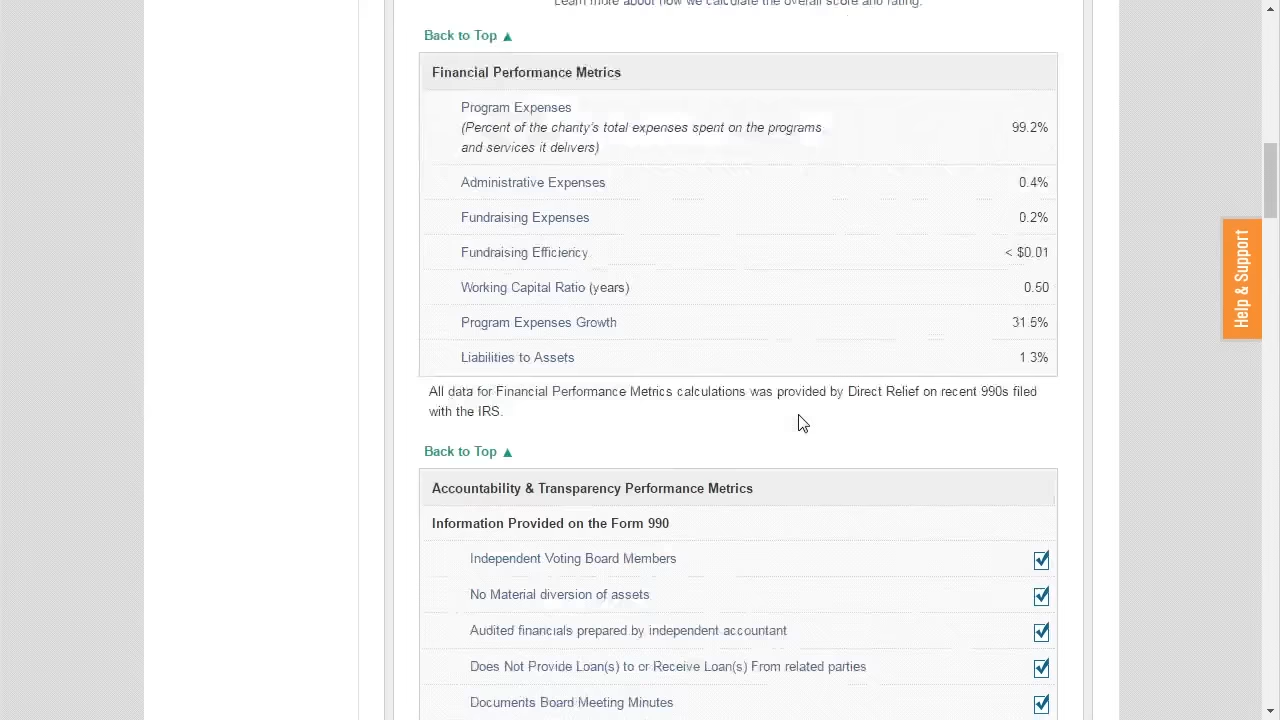 Learn more about how we calculate the overall score and rating.
Back to Top ▲
Financial Performance Metrics
Program Expenses
(Percent of the charity's total expenses spent on the programs
and services it delivers)
99.2%
Administrative Expenses 0.4%
Fundraising Expenses 0.2%
Fundraising Efficiency < $0.01
Working Capital Ratio (years) 0.50
Program Expenses Growth 31.5%
Liabilities to Assets 1.3%
All data for Financial Performance Metrics calculations was provided by Direct Relief on recent 990s filed
with the IRS.
Back to Top ▲
Accountability & Transparency Performance Metrics
Information Provided on the Form 990
Independent Voting Board Members
No Material diversion of assets
Audited financials prepared by independent accountant
Does Not Provide Loan(s) to or Receive Loan(s) From related parties
Documents Board Meeting Minutes
Help & Support